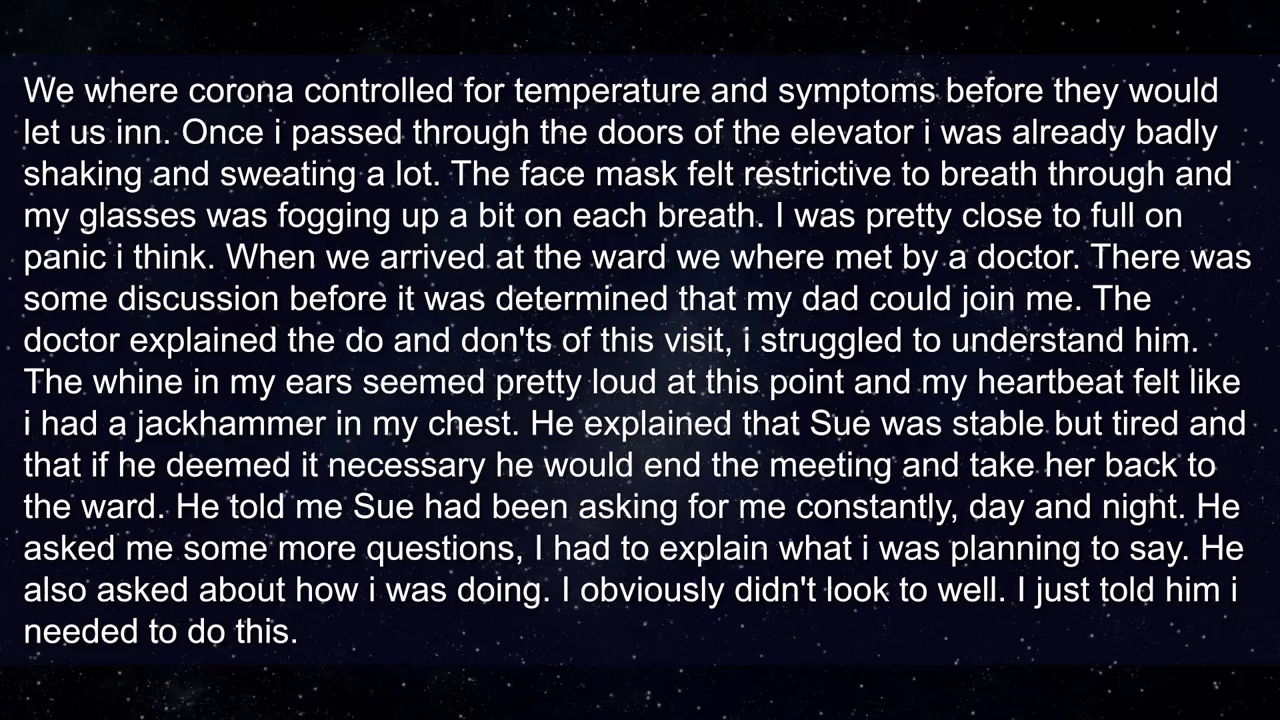 We where corona controlled for temperature and symptoms before they would
let us inn. Once i passed through the doors of the elevator i was already badly
shaking and sweating a lot. The face mask felt restrictive to breath through and
my glasses was fogging up a bit on each breath. I was pretty close to full on
panic i think. When we arrived at the ward we where met by a doctor. There was
some discussion before it was determined that my dad could join me. The
doctor explained the do and don'ts of this visit, i struggled to understand him.
The whine in my ears seemed pretty loud at this point and my heartbeat felt like
i had a jackhammer in my chest. He explained that Sue was stable but tired and
that if he deemed it necessary he would end the meeting and take her back to
the ward. He told me Sue had been asking for me constantly, day and night. He
asked me some more questions, I had to explain what i was planning to say. He
also asked about how i was doing. I obviously didn't look to well. I just told him i
needed to do this.